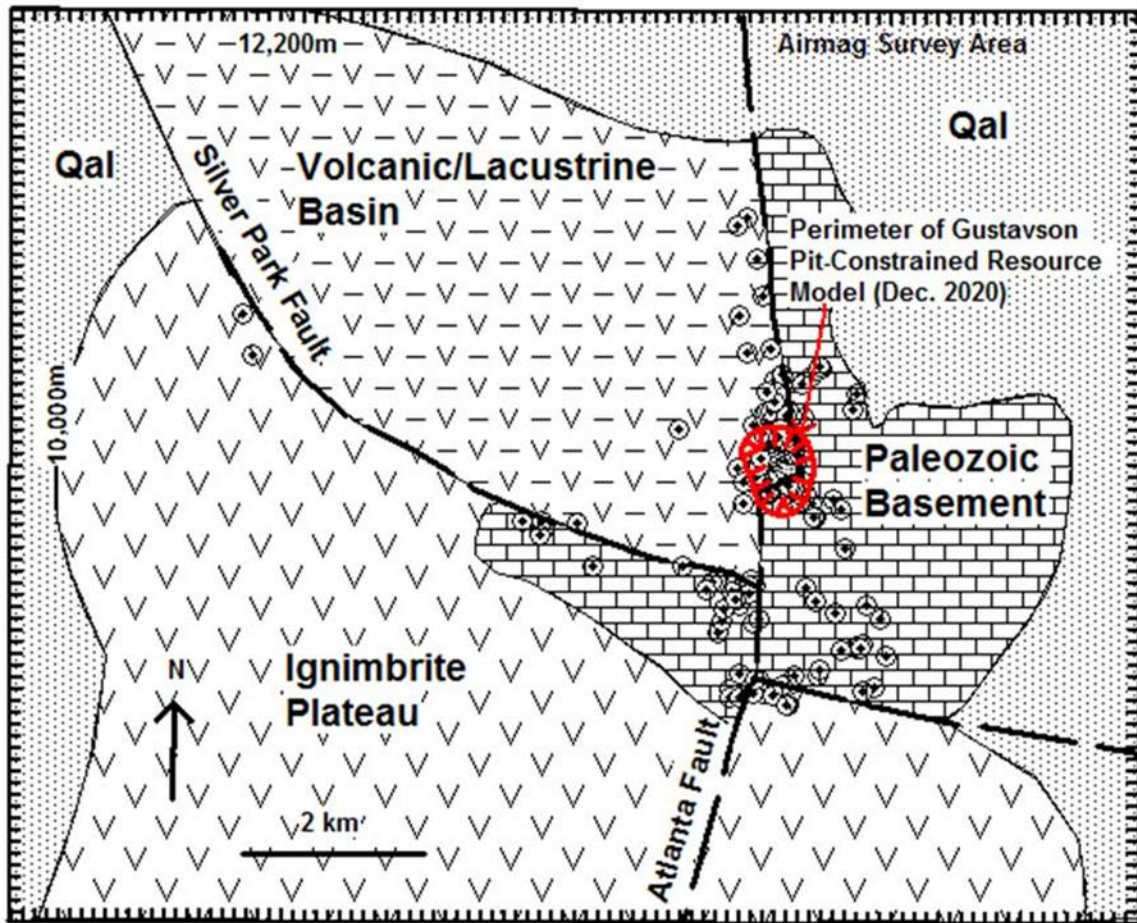 12,200m
Airmag Survey Area
Qal
Qal
Volcanic/Lacustrine
Basin
Silver Park Fault
Perimeter of Gustavson
Pit-Constrained Resource
Model (Dec. 2020)
10,000m
Paleozoic
Basement
N
Ignimbrite
Plateau
2 km
Atlanta Fault